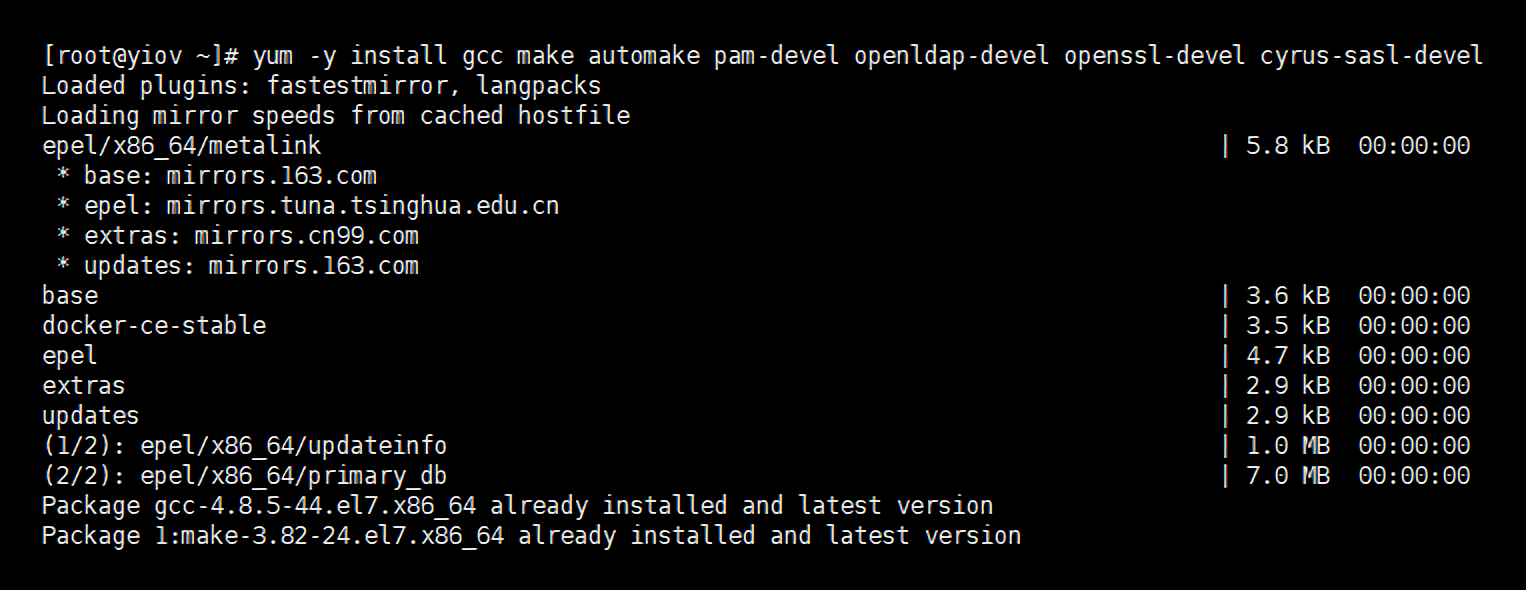 [root@yiov ~]# yum -y install gcc make automake pam-devel openldap-devel openssl-devel cyrus-sasl-devel
Loaded plugins: fastestmirror, langpacks
Loading mirror speeds from cached hostfile
epel/x86_64/metalink | 5.8 kB 00:00:00
* base: mirrors.163.com
* epel: mirrors.tuna.tsinghua.edu.cn
* extras: mirrors.cn99.com
* updates: mirrors.163.com
base | 3.6 kB 00:00:00
docker-ce-stable | 3.5 kB 00:00:00
epel | 4.7 kB 00:00:00
extras | 2.9 kB 00:00:00
updates | 2.9 kB 00:00:00
(1/2): epel/x86_64/updateinfo | 1.0 MB 00:00:00
(2/2): epel/x86_64/primary_db | 7.0 MB 00:00:00
Package gcc-4.8.5-44.el7.x86_64 already installed and latest version
Package 1:make-3.82-24.el7.x86_64 already installed and latest version